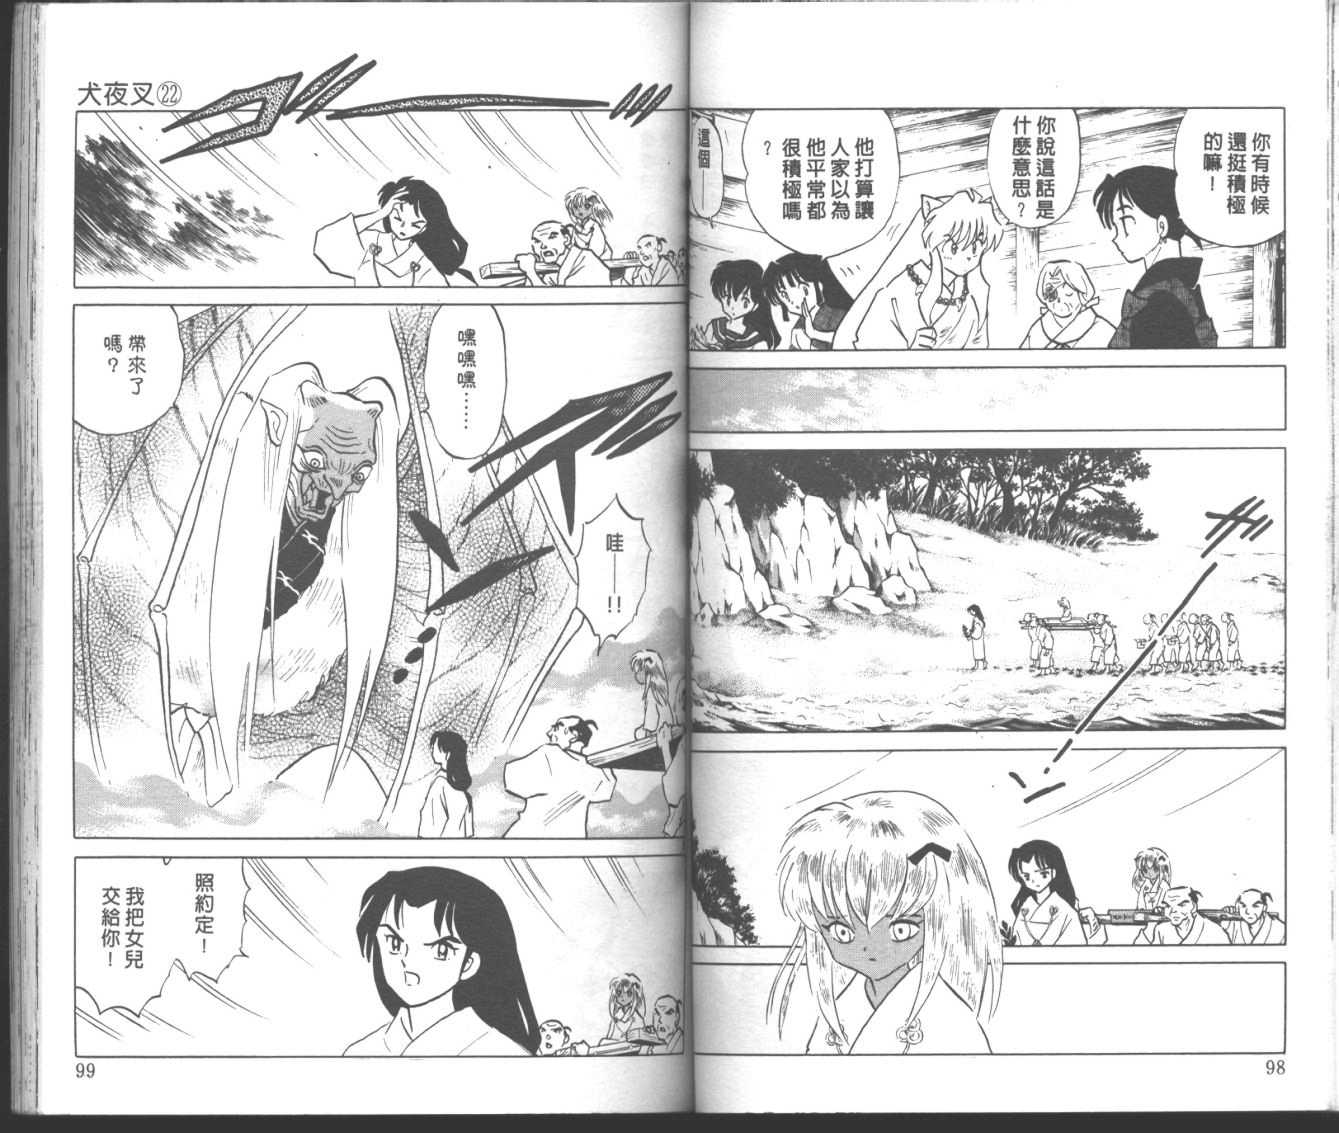 你有時候
還挺積極
的嘛！
你說這話是
什麼意思？
他打算讓
人家以為
他平常都
很積極嗎
？
這個——
98
犬夜叉㉒
嘿嘿嘿……
帶來了
嗎？
哇——!!
照約定！
我把女兒
交給你！
99